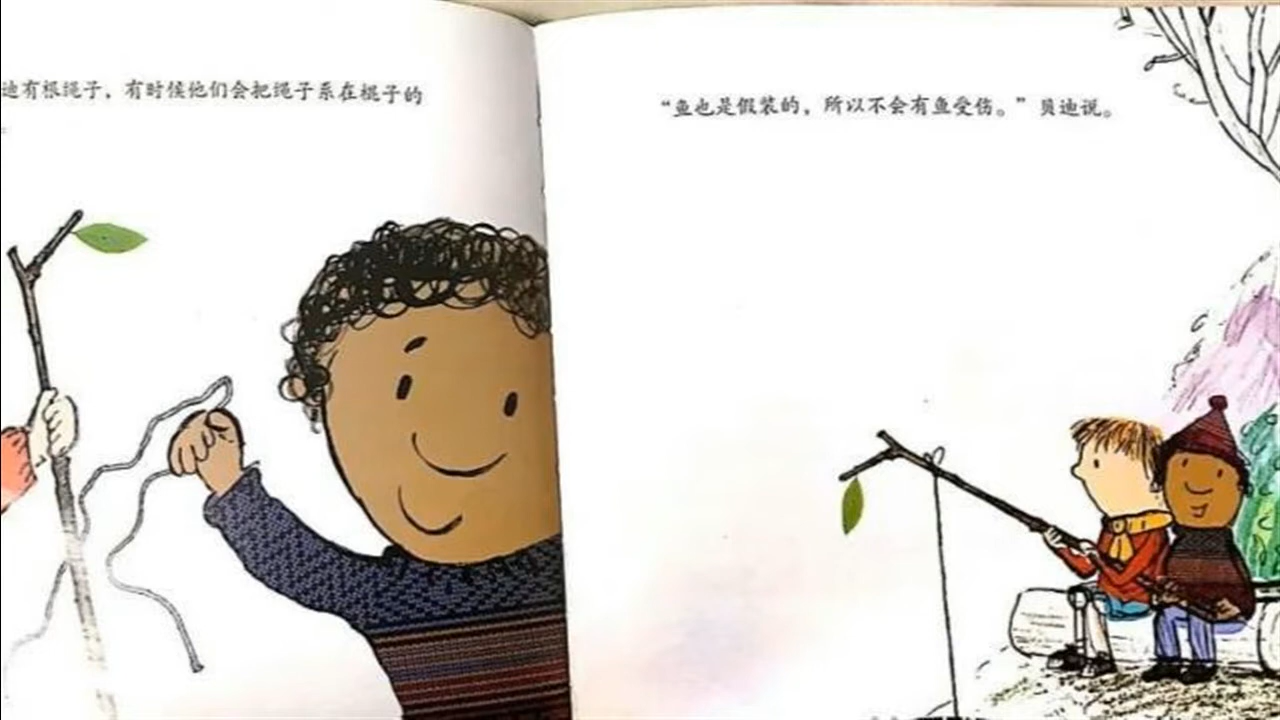 迪有根绳子，有时候他们会把绳子系在棍子的
“鱼也是假装的，所以不会有鱼受伤。”贝迪说。